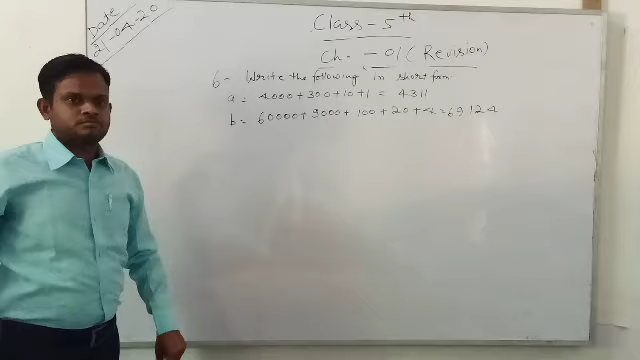 Date
21-04-20
Class - 5th
Ch. - 01 (Revision)
6- Write the following in short form.
a = 4000 + 300 + 10 + 1 = 4311
b = 60000 + 9000 + 100 + 20 + 4 = 69124